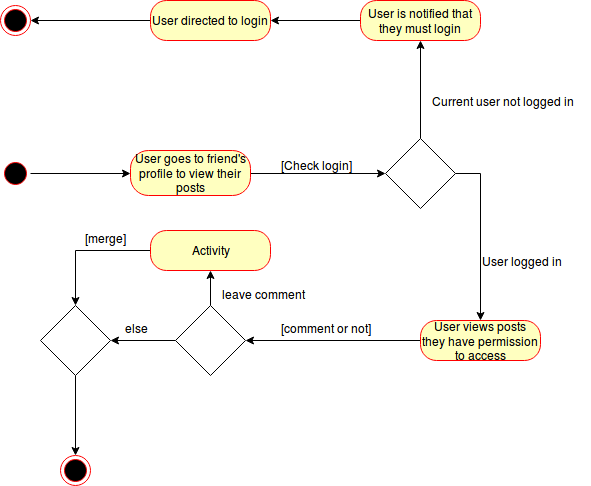 User directed to login
User is notified that
they must login
Current user not logged in
User goes to friend's
profile to view their
posts
[Check login]
[merge]
Activity
User logged in
leave comment
else
[comment or not]
User views posts
they have permission
to access